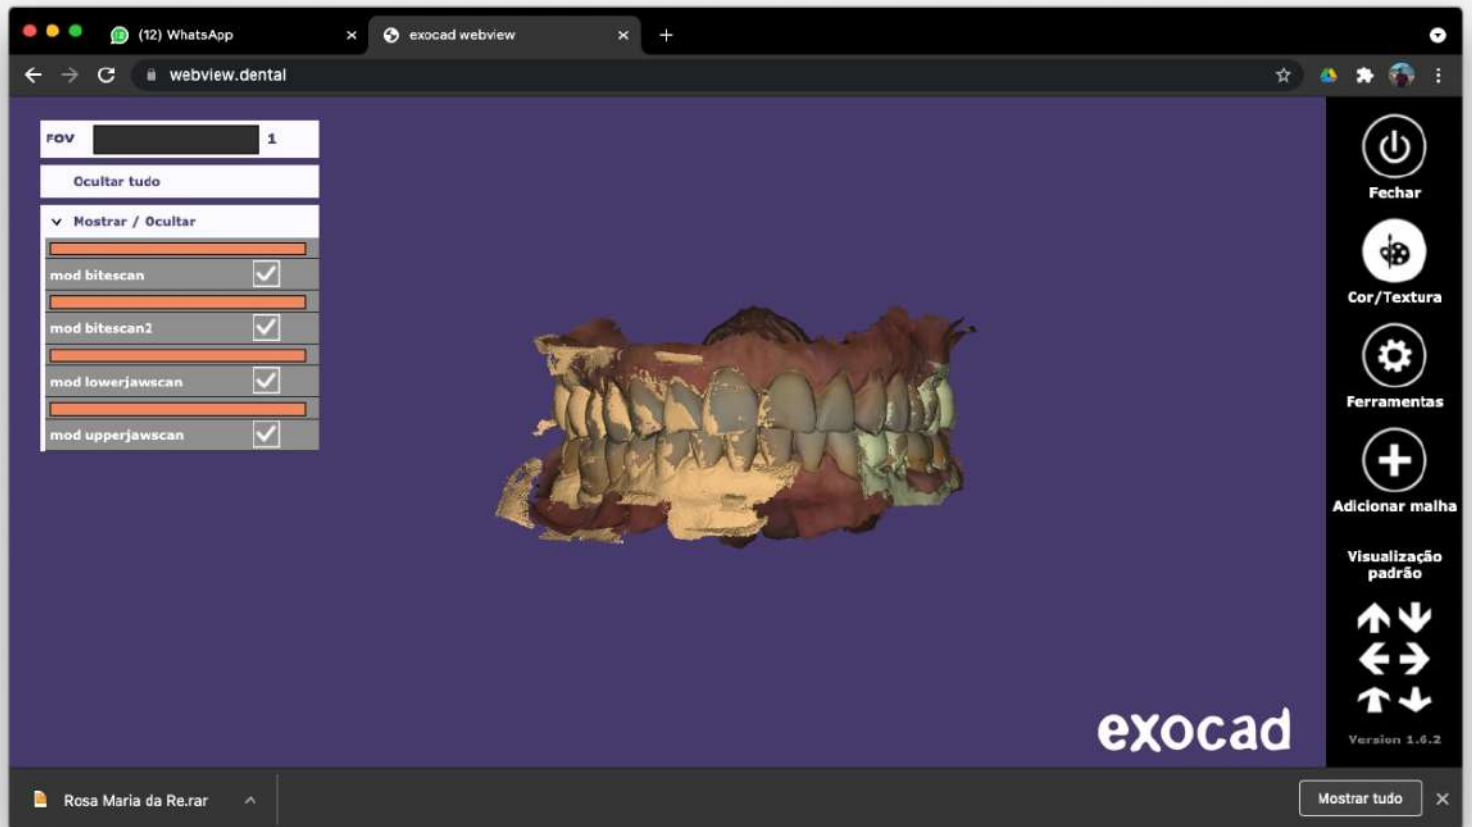 (12) WhatsApp
exocad webview
webview.dental
FOV 1
Ocultar tudo
Mostrar / Ocultar
mod bitescan
mod bitescan2
mod lowerjawscan
mod upperjawscan
Fechar
Cor/Textura
Ferramentas
Adicionar malha
Visualização
padrão
exocad
Version 1.6.2
Rosa Maria da Re.rar
Mostrar tudo